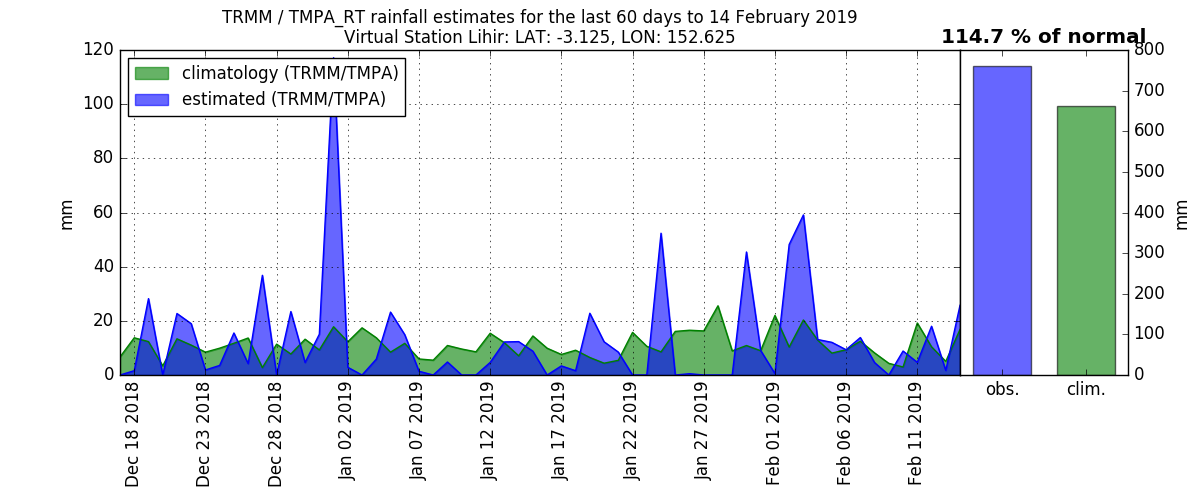 TRMM / TMPA_RT rainfall estimates for the last 60 days to 14 February 2019
Virtual Station Lihir: LAT: -3.125, LON: 152.625
114.7 % of normal
climatology (TRMM/TMPA)
estimated (TRMM/TMPA)
120
100
80
60
40
20
0
mm
Dec 18 2018
Dec 23 2018
Dec 28 2018
Jan 02 2019
Jan 07 2019
Jan 12 2019
Jan 17 2019
Jan 22 2019
Jan 27 2019
Feb 01 2019
Feb 06 2019
Feb 11 2019
obs.
clim.
800
700
600
500
400
300
200
100
0
mm